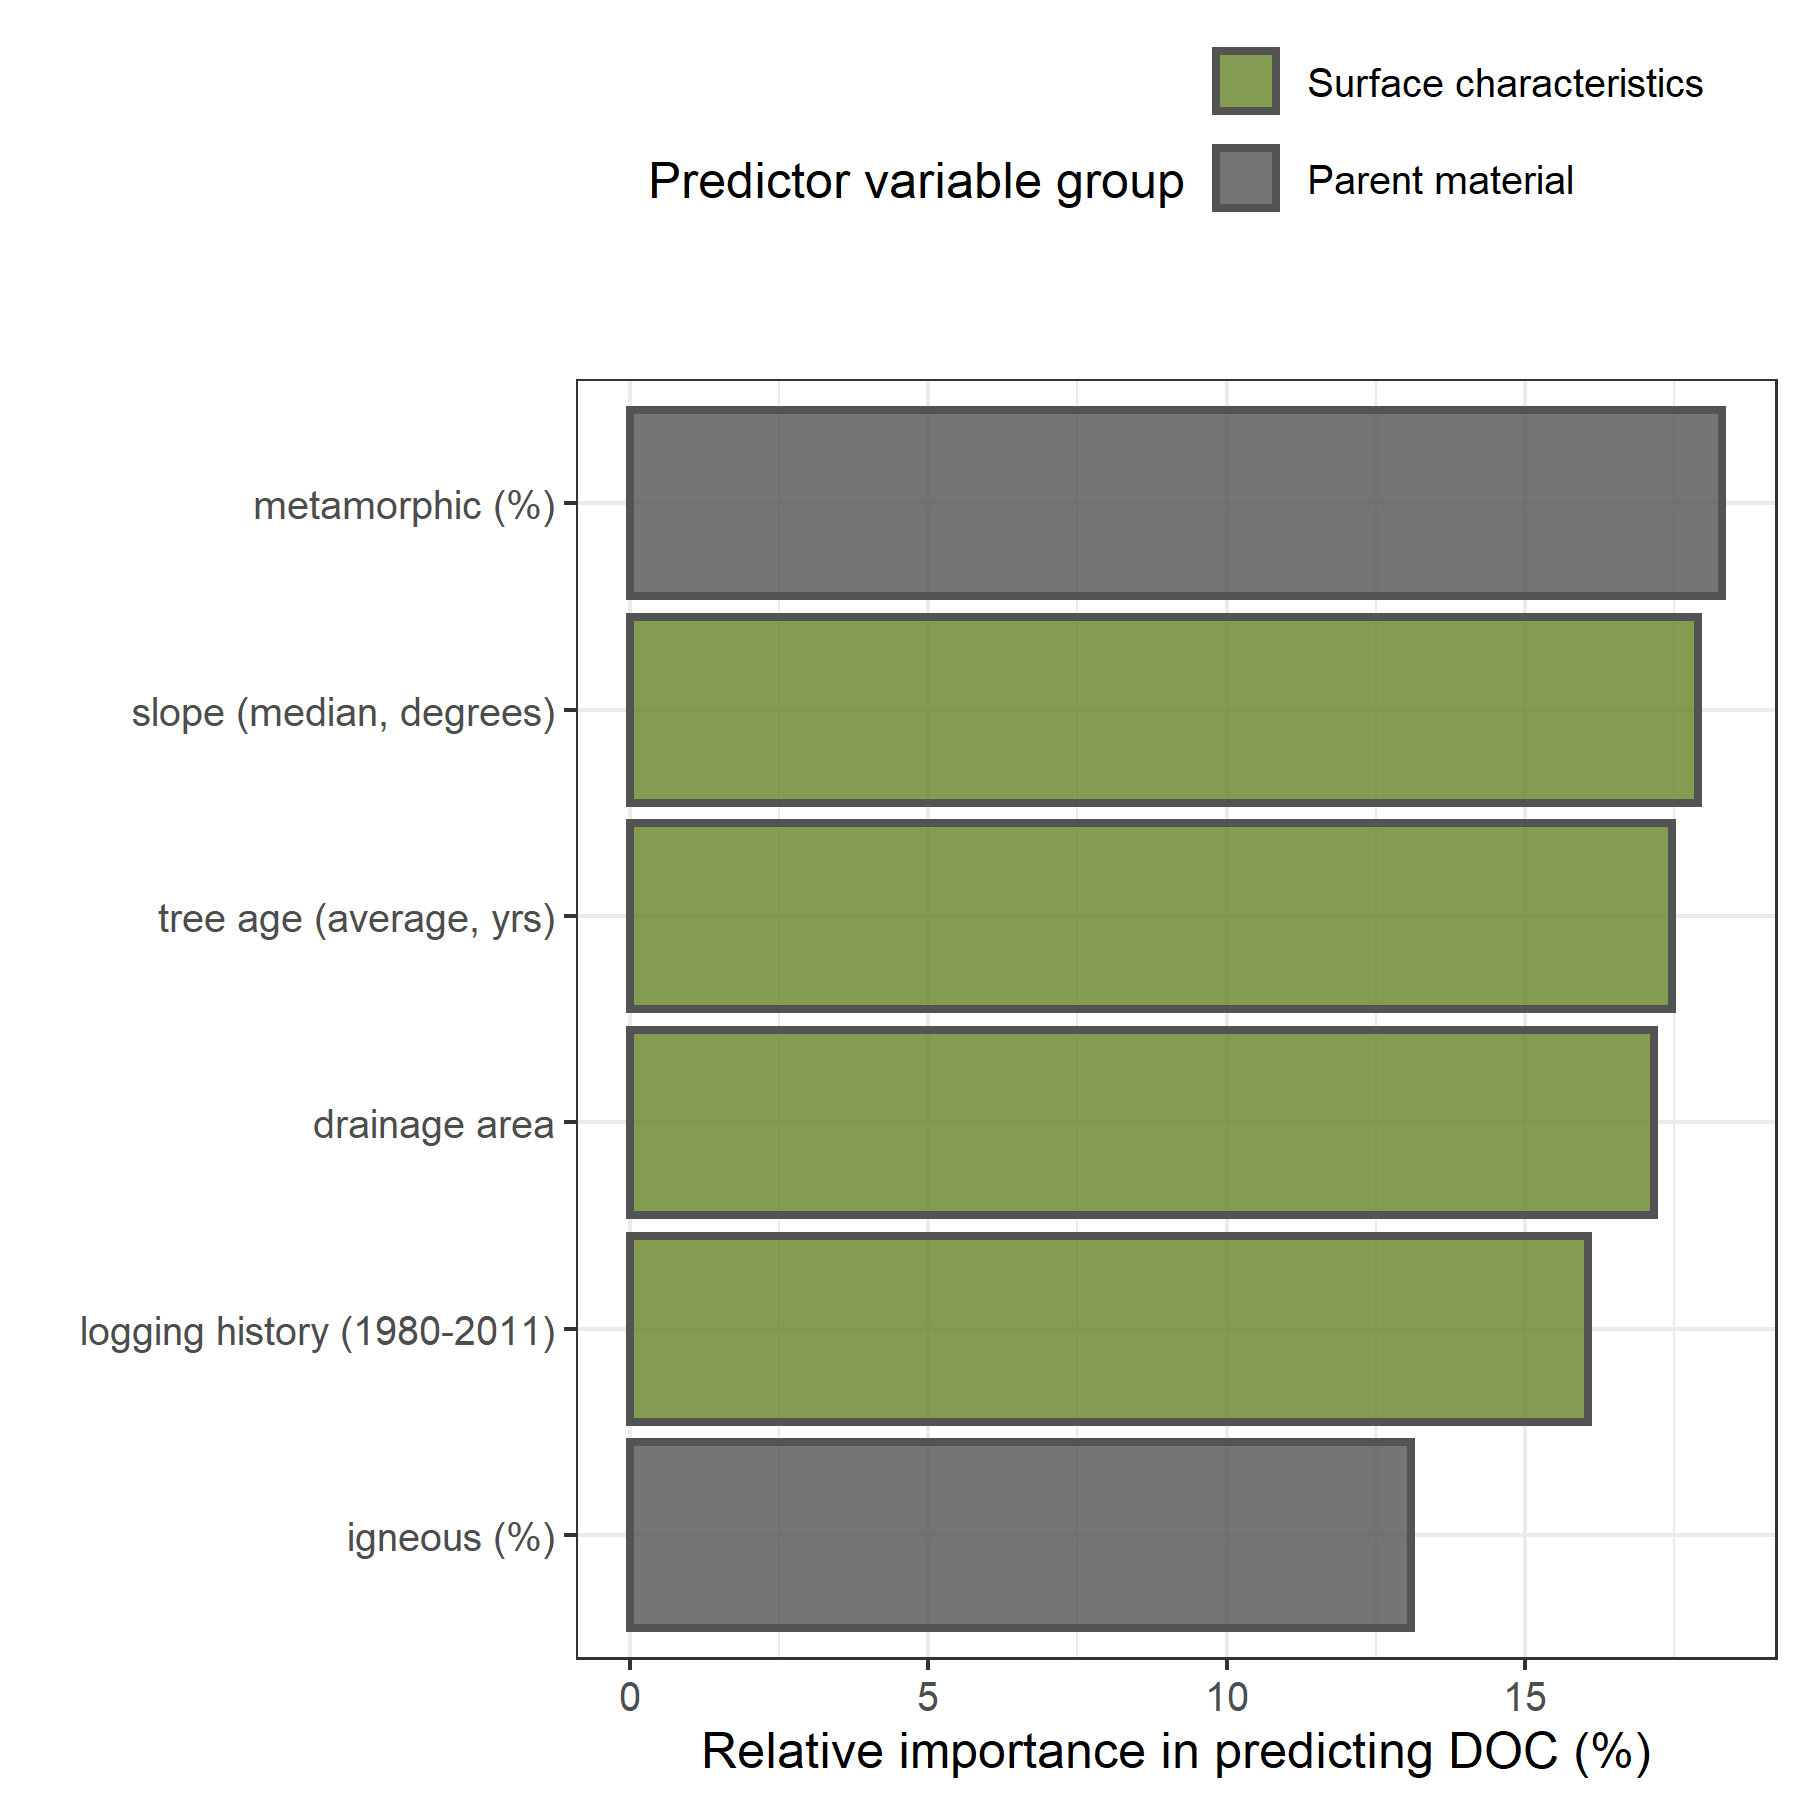 Surface characteristics
Predictor variable group
Parent material
metamorphic (%)
slope (median, degrees)
tree age (average, yrs)
drainage area
logging history (1980-2011)
igneous (%)
0 5 10 15
Relative importance in predicting DOC (%)